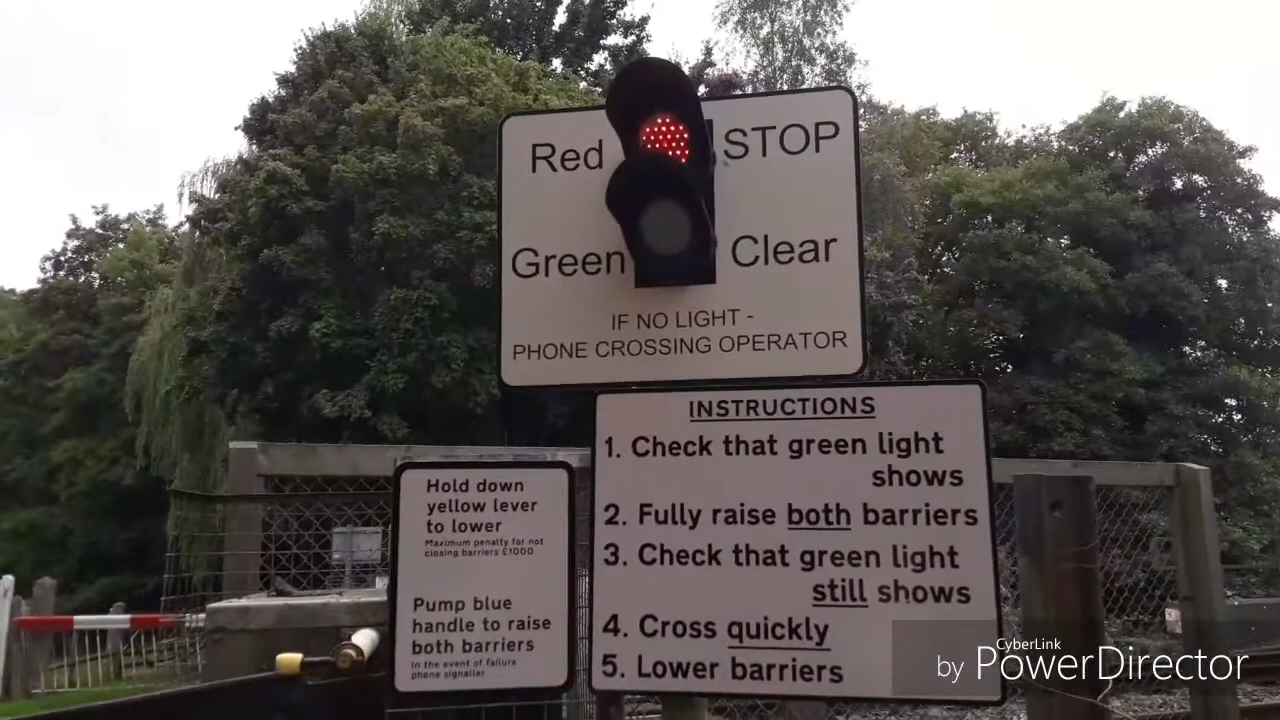 Red STOP
Green Clear
IF NO LIGHT -
PHONE CROSSING OPERATOR
INSTRUCTIONS
1. Check that green light
shows
2. Fully raise both barriers
3. Check that green light
still shows
4. Cross quickly
5. Lower barriers
Hold down
yellow lever
to lower
Maximum penalty for not
closing barriers £1000
Pump blue
handle to raise
both barriers
In the event of failure
phone signaller
CyberLink
by PowerDirector